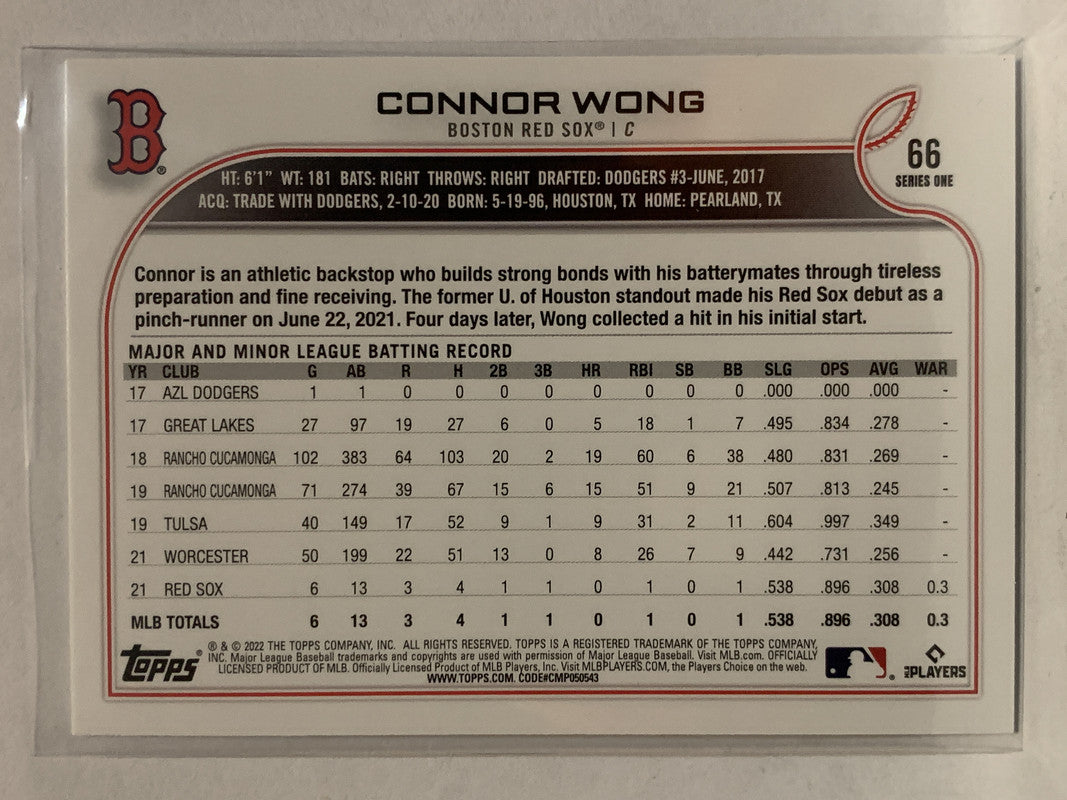 B
CONNOR WONG
BOSTON RED SOX® | C
66
SERIES ONE
HT: 6'1" WT: 181 BATS: RIGHT THROWS: RIGHT DRAFTED: DODGERS #3-JUNE, 2017
ACQ: TRADE WITH DODGERS, 2-10-20 BORN: 5-19-96, HOUSTON, TX HOME: PEARLAND, TX
Connor is an athletic backstop who builds strong bonds with his batterymates through tireless
preparation and fine receiving. The former U. of Houston standout made his Red Sox debut as a
pinch-runner on June 22, 2021. Four days later, Wong collected a hit in his initial start.
MAJOR AND MINOR LEAGUE BATTING RECORD
YR CLUB G AB R H 2B 3B HR RBI SB BB SLG OPS AVG WAR
17 AZL DODGERS 1 1 0 0 0 0 0 0 0 0 .000 .000 .000 -
17 GREAT LAKES 27 97 19 27 6 0 5 18 1 7 .495 .834 .278 -
18 RANCHO CUCAMONGA 102 383 64 103 20 2 19 60 6 38 .480 .831 .269 -
19 RANCHO CUCAMONGA 71 274 39 67 15 6 15 51 9 21 .507 .813 .245 -
19 TULSA 40 149 17 52 9 1 9 31 2 11 .604 .997 .349 -
21 WORCESTER 50 199 22 51 13 0 8 26 7 9 .442 .731 .256 -
21 RED SOX 6 13 3 4 1 1 0 1 0 1 .538 .896 .308 0.3
MLB TOTALS 6 13 3 4 1 1 0 1 0 1 .538 .896 .308 0.3
topps®
® & © 2022 THE TOPPS COMPANY, INC. ALL RIGHTS RESERVED. TOPPS IS A REGISTERED TRADEMARK OF THE TOPPS COMPANY,
INC. Major League Baseball trademarks and copyrights are used with permission of Major League Baseball. Visit MLB.com. OFFICIALLY
LICENSED PRODUCT OF MLB. Officially Licensed Product of MLB Players, Inc. Visit MLBPLAYERS.COM, the Players Choice on the web.
WWW.TOPPS.COM. CODE#CMP050543
MLB PLAYERS